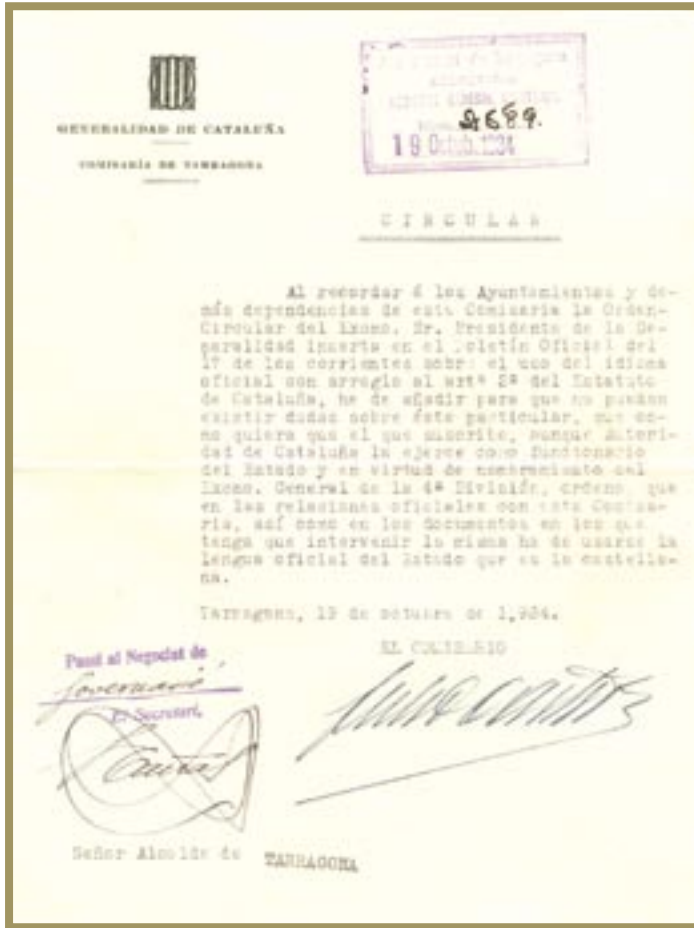 GENERALIDAD DE CATALUÑA
COMISARÍA DE TARRAGONA
2689.
19 Octub. 1934
CIRCULAR
Al recordar á los Ayuntamientos y de-
más dependencias de esta Comisaria la Orden-
Circular del Exmo. Sr. Presidente de la Ge-
neralidad inserta en el Boletín Oficial del
17 de los corrientes sobre el uso del idioma
oficial con arreglo al artº 2º del Estatuto
de Cataluña, he de añadir para que no puedan
existir dudas sobre éste particular, que co-
mo quiera que el que suscribe, aunque Autori-
dad de Cataluña la ejerce como funcionario
del Estado y en virtud de nombramiento del
Exmo. General de la 4ª División, ordeno, que
en las relaciones oficiales con esta Comisa-
ria, así como en los documentos en los que
tenga que intervenir la misma ha de usarse la
lengua oficial del Estado que es la castella-
na.
Tarragona, 19 de octubre de 1,934.
EL COMISARIO
Passi al Negociat de
Governació
El Secretari,
Señor Alcalde de TARRAGONA